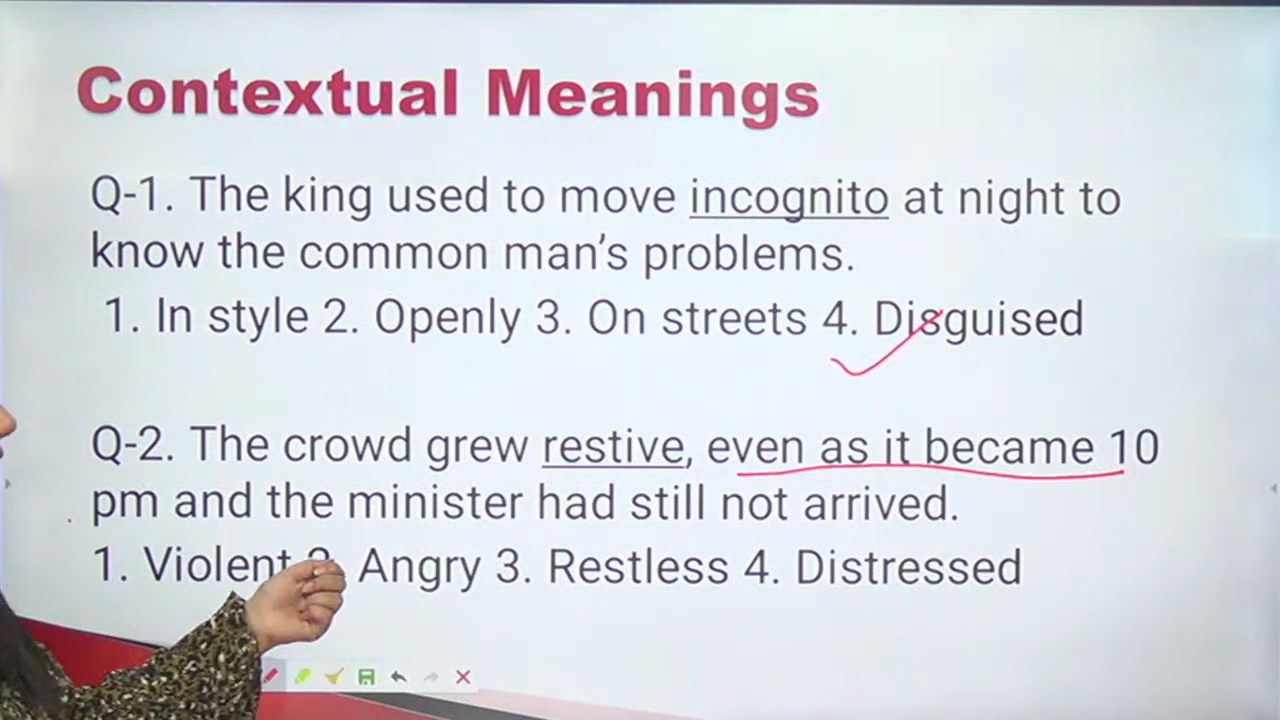 Contextual Meanings
Q-1. The king used to move incognito at night to
know the common man's problems.
1. In style 2. Openly 3. On streets 4. Disguised
Q-2. The crowd grew restive, even as it became 10
pm and the minister had still not arrived.
1. Violent Angry 3. Restless 4. Distressed